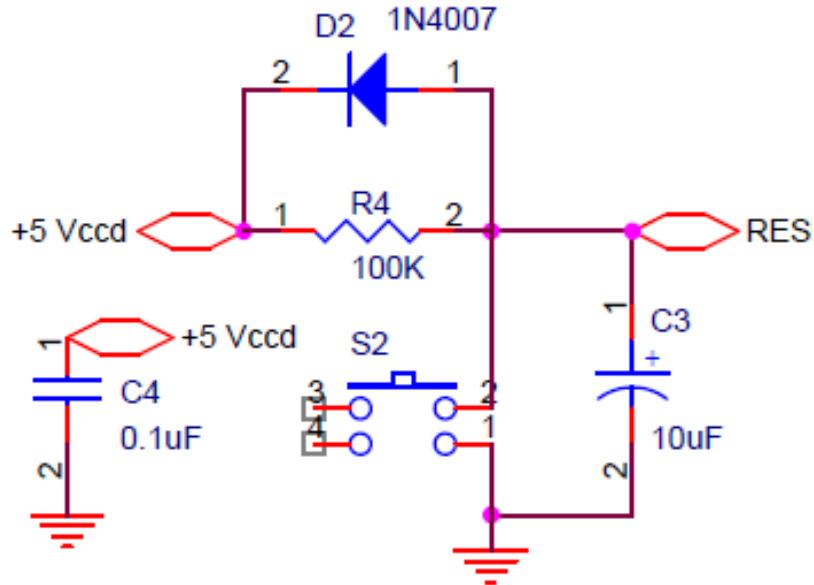 D2 1N4007
2 1
+5 Vccd 1 R4 2 RES
100K
1 +5 Vccd
C4
0.1uF
2
S2
3 2
4 1
1 C3
+
10uF
2